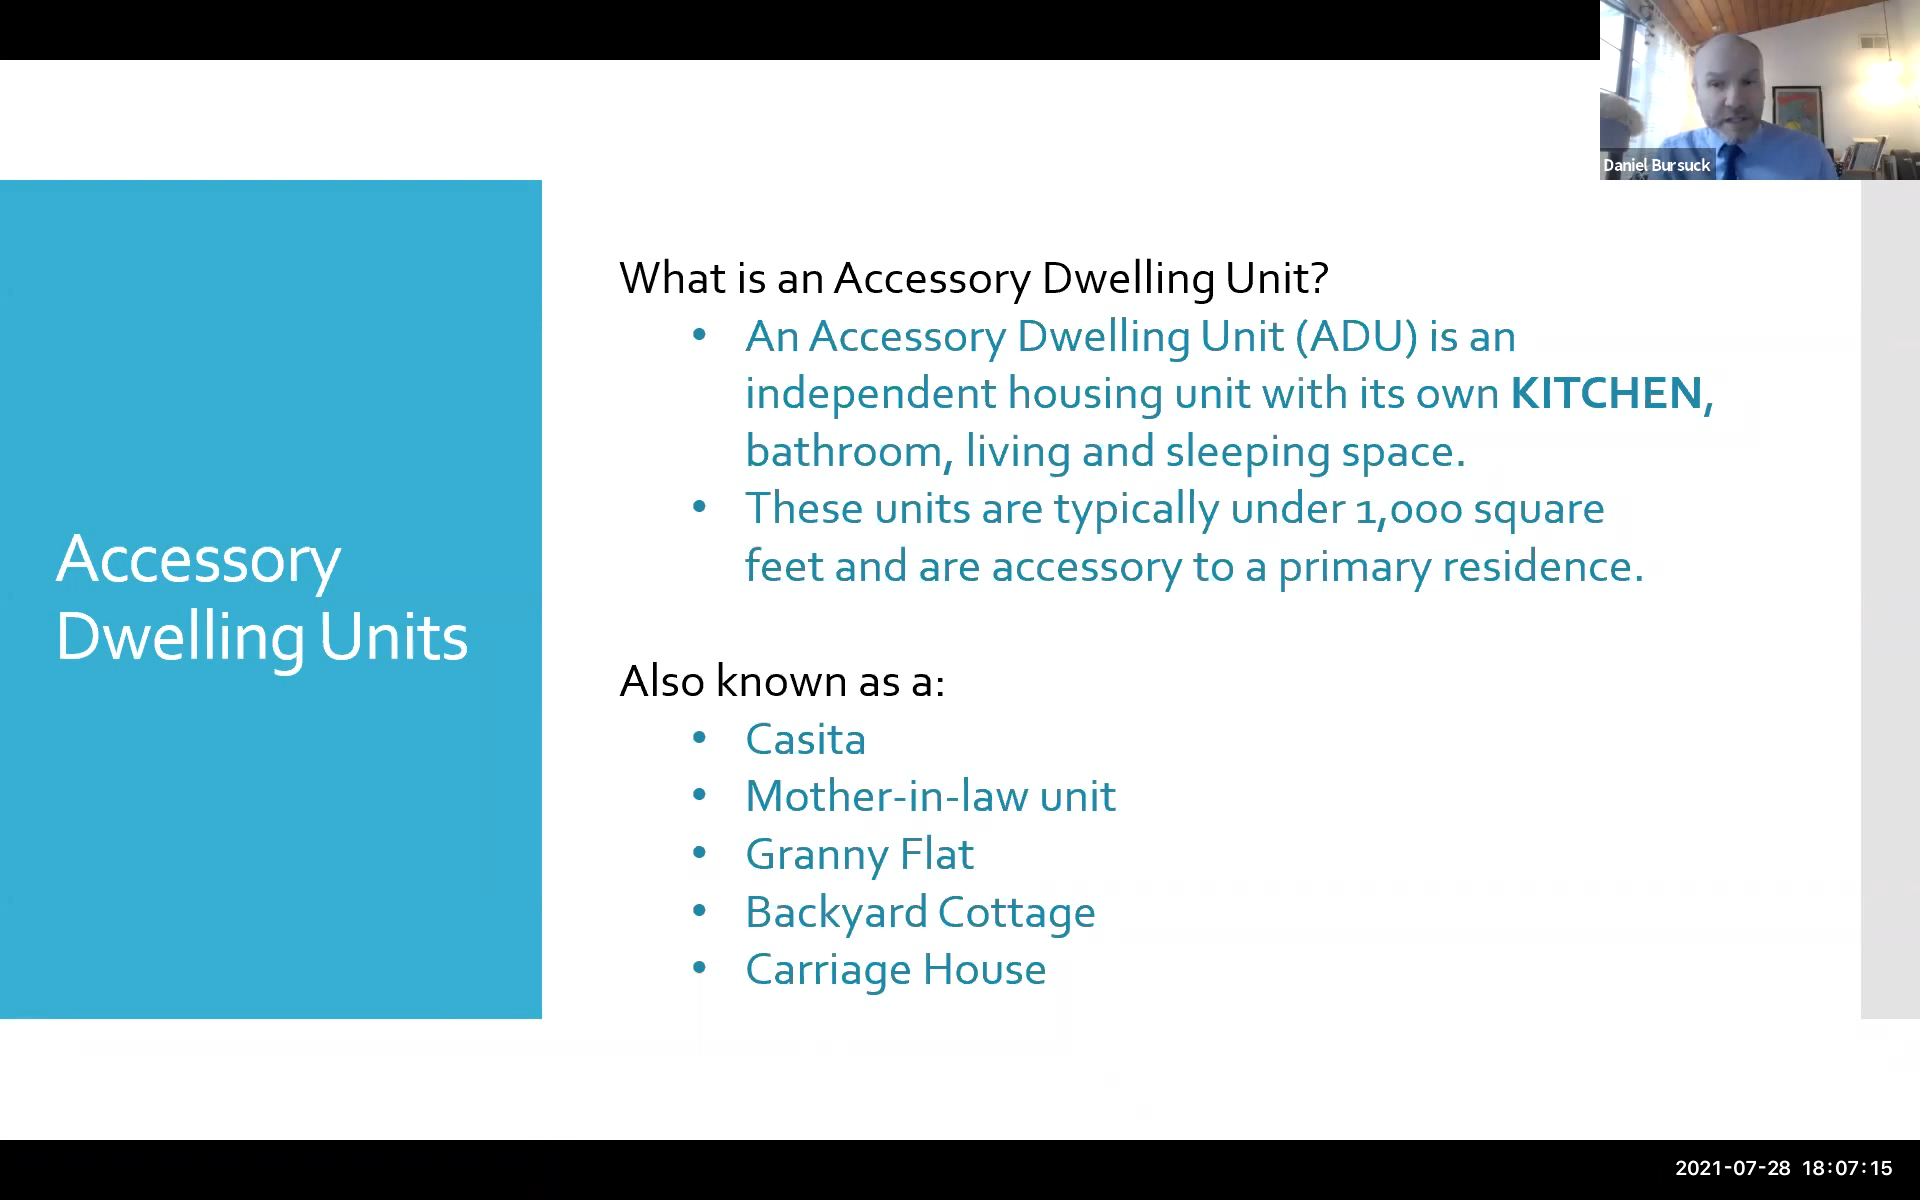 Daniel Bursuck
Accessory
Dwelling Units
What is an Accessory Dwelling Unit?
• An Accessory Dwelling Unit (ADU) is an
independent housing unit with its own KITCHEN,
bathroom, living and sleeping space.
• These units are typically under 1,000 square
feet and are accessory to a primary residence.
Also known as a:
• Casita
• Mother-in-law unit
• Granny Flat
• Backyard Cottage
• Carriage House
2021-07-28 18:07:15